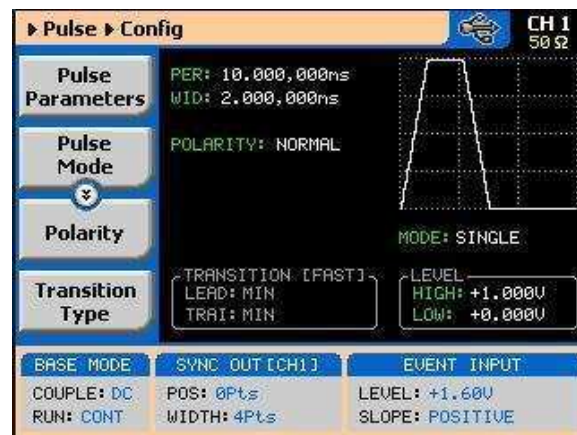 Pulse Config
CH 1
50 Ω
Pulse Parameters
PER: 10.000,000ms
WID: 2.000,000ms
Pulse Mode
POLARITY: NORMAL
Polarity
MODE: SINGLE
Transition Type
TRANSITION [FAST]
LEAD: MIN
TRAI: MIN
LEVEL
HIGH: +1.000V
LOW: +0.000V
BASE MODE
COUPLE: DC
RUN: CONT
SYNC OUT [CH1]
POS: 0Pts
WIDTH: 4Pts
EVENT INPUT
LEVEL: +1.60V
SLOPE: POSITIVE